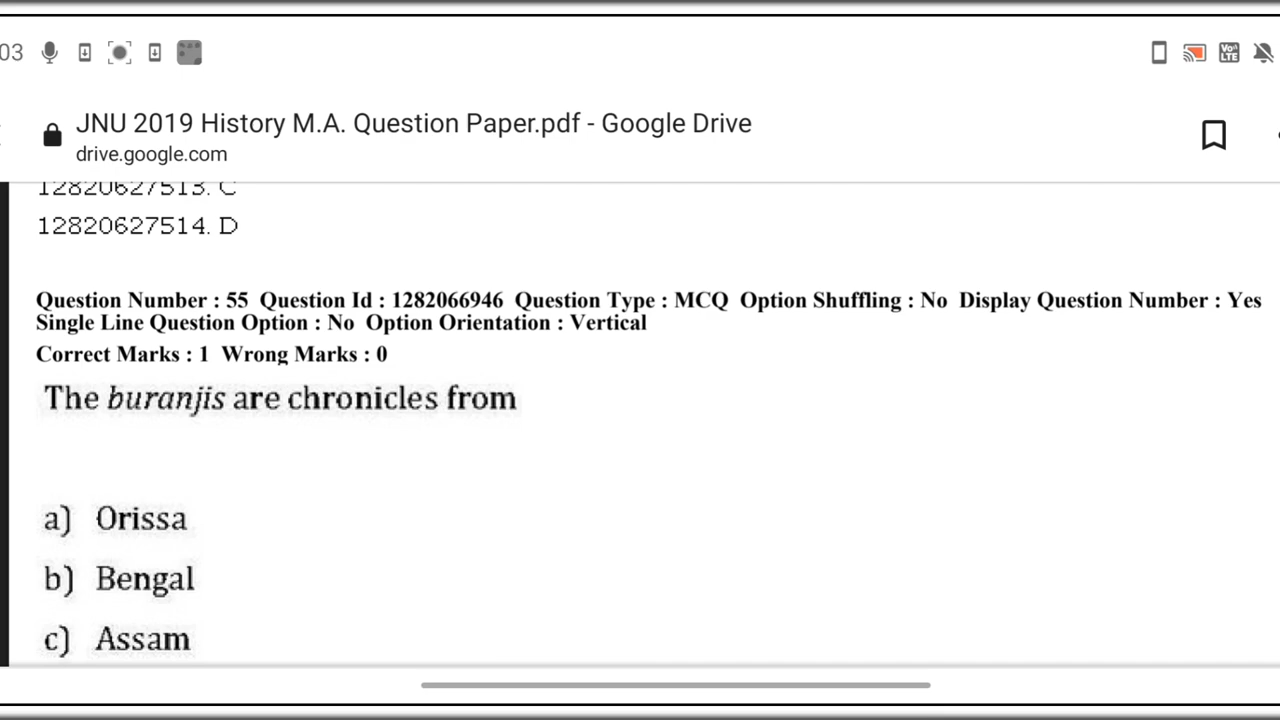 03
JNU 2019 History M.A. Question Paper.pdf - Google Drive
drive.google.com
12820627513. C
12820627514. D
Question Number : 55 Question Id : 1282066946 Question Type : MCQ Option Shuffling : No Display Question Number : Yes
Single Line Question Option : No Option Orientation : Vertical
Correct Marks : 1 Wrong Marks : 0
The buranjis are chronicles from
a) Orissa
b) Bengal
c) Assam